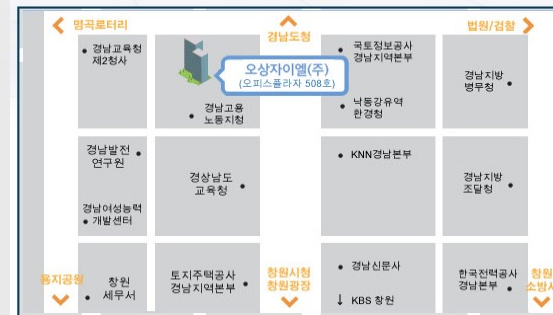 명곡로터리
경남도청
법원/검찰
경남교육청
제2청사
오상자이엘(주)
(오피스플라자 508호)
국토정보공사
경남지역본부
경남지방
병무청
경남고용
노동지청
낙동강유역
환경청
경남발전
연구원
경상남도
교육청
KNN경남본부
경남지방
조달청
경남여성능력
개발센터
용지공원
창원
세무서
토지주택공사
경남지역본부
창원시청
창원광장
경남신문사
↓ KBS 창원
한국전력공사
경남본부
창원
소방서